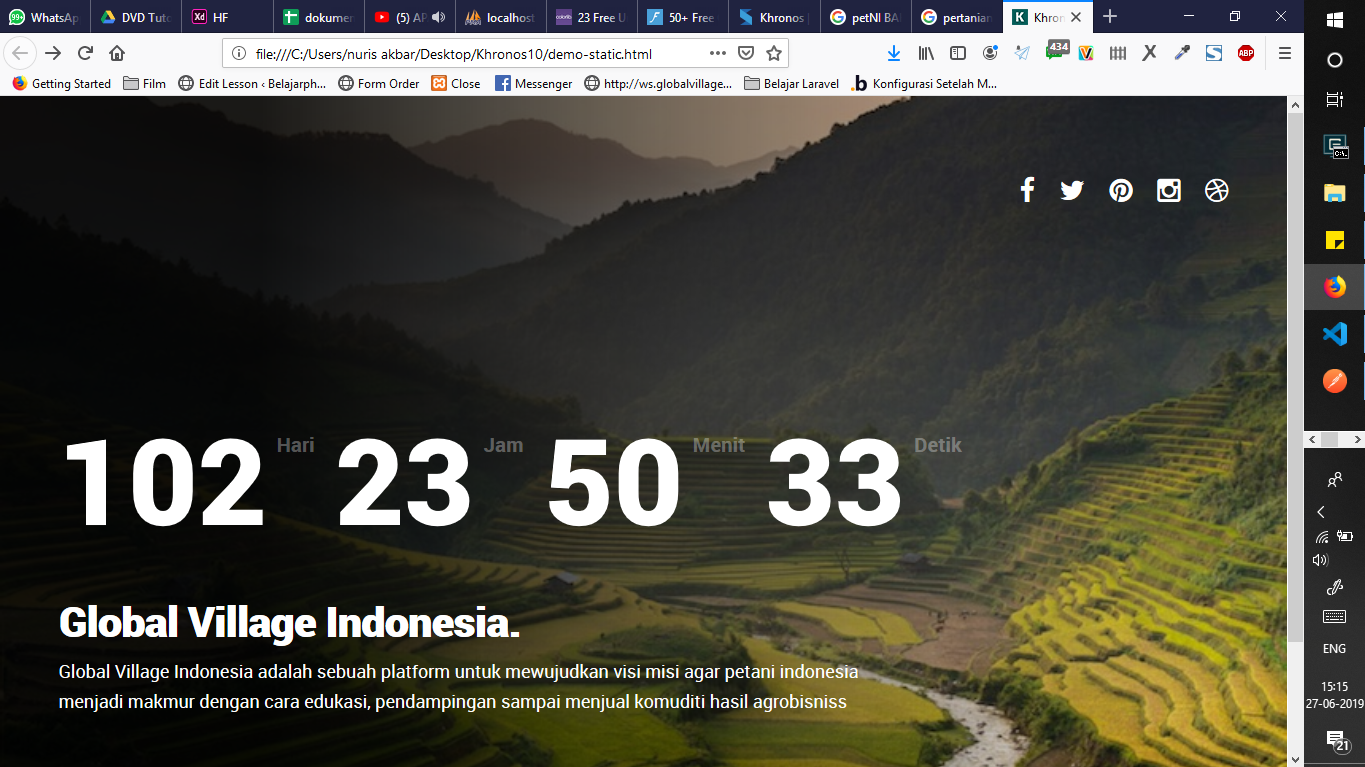 WhatsAp
DVD Tuto
HF
dokumen
(5) AP
localhost
23 Free U
50+ Free
Khronos |
petNI BA
pertanian
Khron
file:///C:/Users/nuris akbar/Desktop/Khronos10/demo-static.html
434
ABP
Getting Started
Film
Edit Lesson ‹ Belajarph...
Form Order
Close
Messenger
http://ws.globalvillage...
Belajar Laravel
Konfigurasi Setelah M...
102 Hari 23 Jam 50 Menit 33 Detik
Global Village Indonesia.
Global Village Indonesia adalah sebuah platform untuk mewujudkan visi misi agar petani indonesia
menjadi makmur dengan cara edukasi, pendampingan sampai menjual komuditi hasil agrobisniss
ENG
15:15
27-06-2019
21